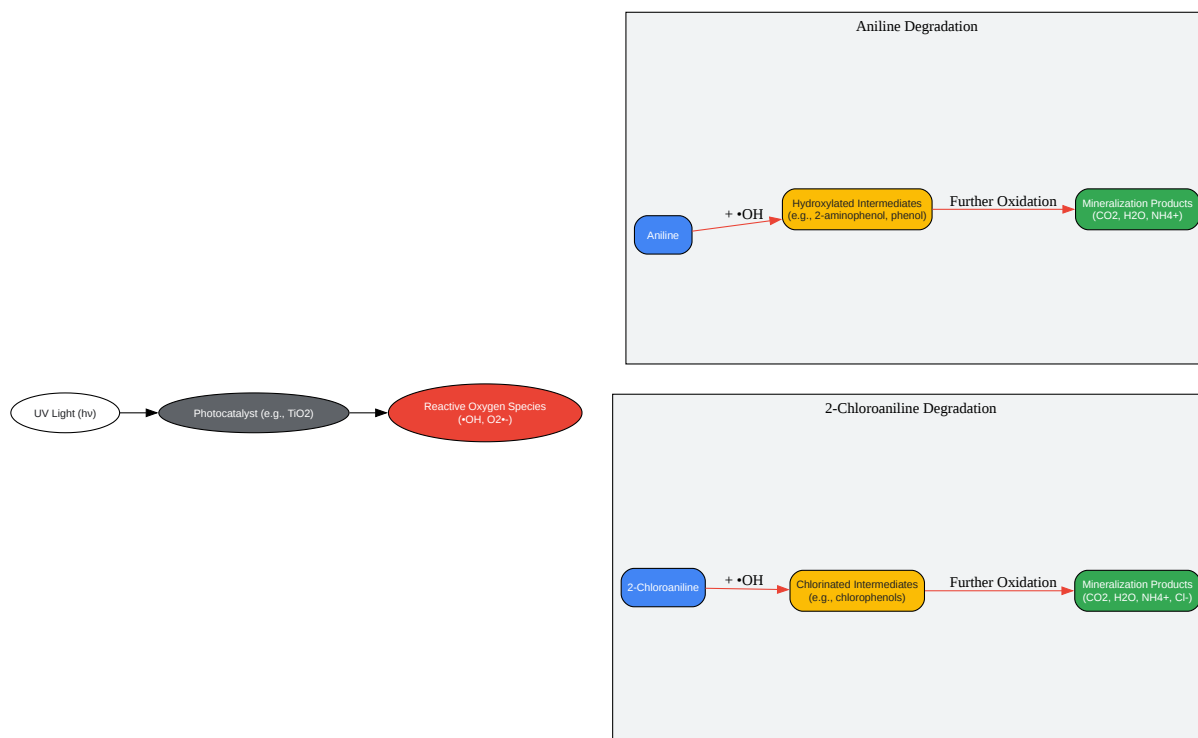 Aniline Degradation
Aniline
+ •OH
Hydroxylated Intermediates
(e.g., 2-aminophenol, phenol)
Further Oxidation
Mineralization Products
(CO2, H2O, NH4+)
UV Light (hν)
Photocatalyst (e.g., TiO2)
Reactive Oxygen Species
(•OH, O2•-)
2-Chloroaniline Degradation
2-Chloroaniline
+ •OH
Chlorinated Intermediates
(e.g., chlorophenols)
Further Oxidation
Mineralization Products
(CO2, H2O, NH4+, Cl-)